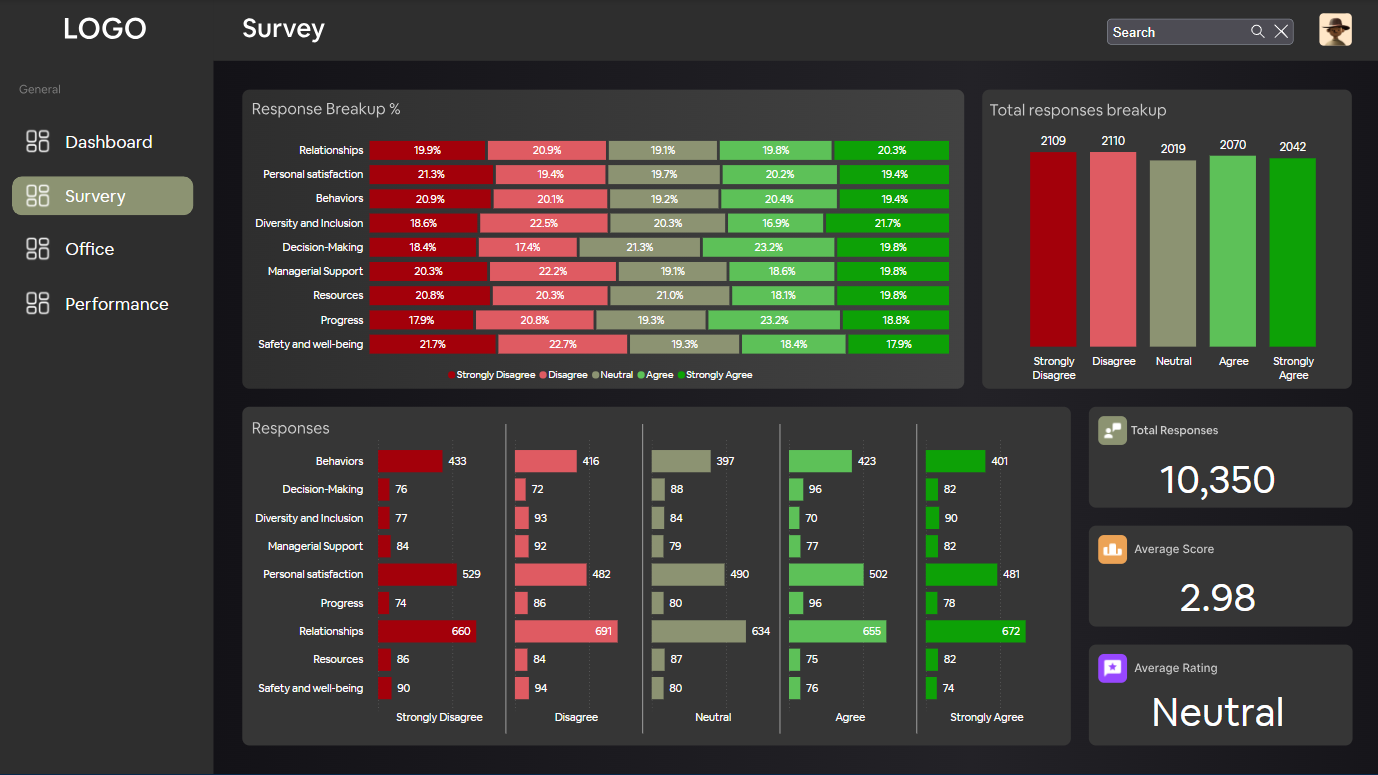 LOGO
Survey
Search
General
Dashboard
Survery
Office
Performance
Response Breakup %
Relationships 19.9% 20.9% 19.1% 19.8% 20.3%
Personal satisfaction 21.3% 19.4% 19.7% 20.2% 19.4%
Behaviors 20.9% 20.1% 19.2% 20.4% 19.4%
Diversity and Inclusion 18.6% 22.5% 20.3% 16.9% 21.7%
Decision-Making 18.4% 17.4% 21.3% 23.2% 19.8%
Managerial Support 20.3% 22.2% 19.1% 18.6% 19.8%
Resources 20.8% 20.3% 21.0% 18.1% 19.8%
Progress 17.9% 20.8% 19.3% 23.2% 18.8%
Safety and well-being 21.7% 22.7% 19.3% 18.4% 17.9%
Strongly Disagree Disagree Neutral Agree Strongly Agree
Total responses breakup
2109 2110 2019 2070 2042
Strongly Disagree Neutral Agree Strongly
Disagree Agree
Responses
Behaviors 433 416 397 423 401
Decision-Making 76 72 88 96 82
Diversity and Inclusion 77 93 84 70 90
Managerial Support 84 92 79 77 82
Personal satisfaction 529 482 490 502 481
Progress 74 86 80 96 78
Relationships 660 691 634 655 672
Resources 86 84 87 75 82
Safety and well-being 90 94 80 76 74
Strongly Disagree Disagree Neutral Agree Strongly Agree
Total Responses
10,350
Average Score
2.98
Average Rating
Neutral